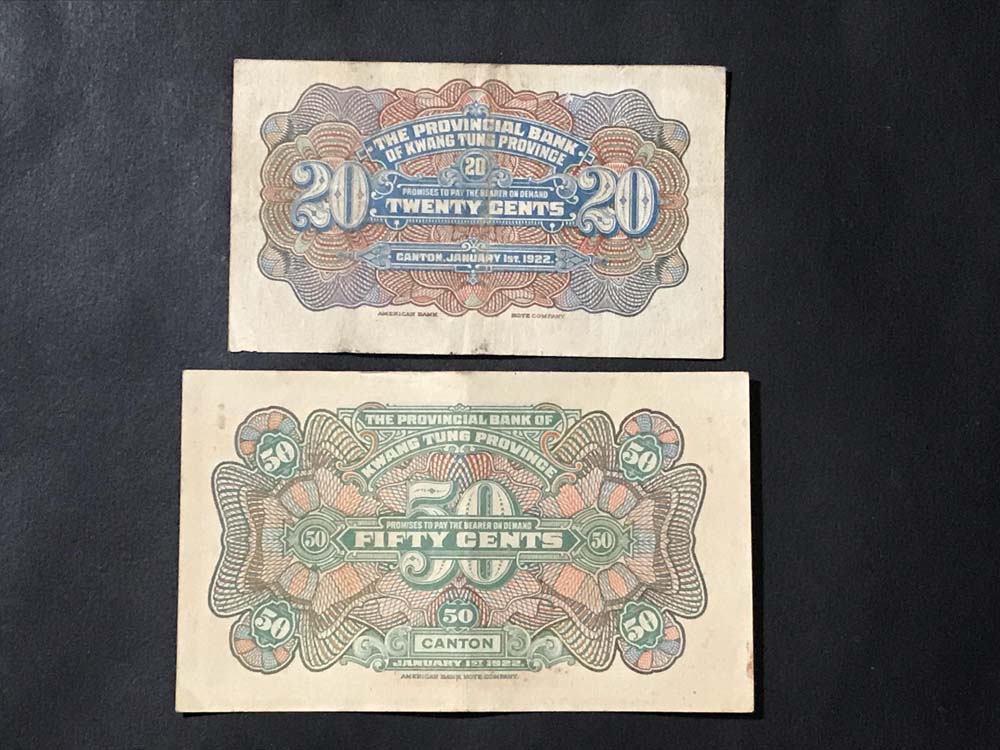 THE PROVINCIAL BANK
OF KWANG TUNG PROVINCE
20
20 20
PROMISES TO PAY THE BEARER ON DEMAND
TWENTY CENTS
CANTON, JANUARY 1ST, 1922.
AMERICAN BANK NOTE COMPANY.
THE PROVINCIAL BANK OF
KWANG TUNG PROVINCE
50 50
50
PROMISES TO PAY THE BEARER ON DEMAND
50 FIFTY CENTS 50
50
50 50
CANTON
JANUARY 1ST 1922.
AMERICAN BANK NOTE COMPANY.